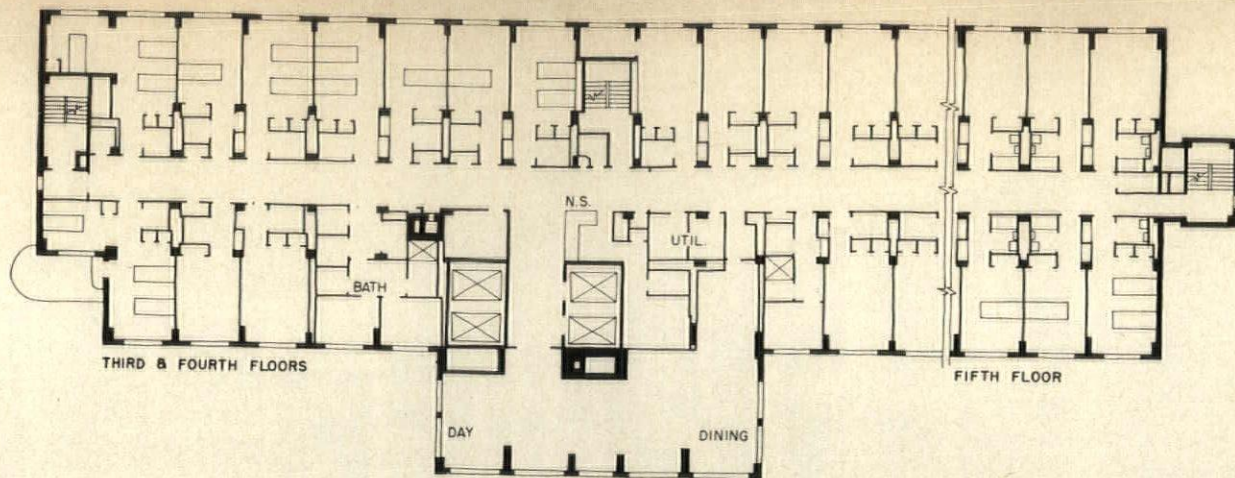 N.S.
UTIL.
BATH
THIRD & FOURTH FLOORS
FIFTH FLOOR
DAY
DINING